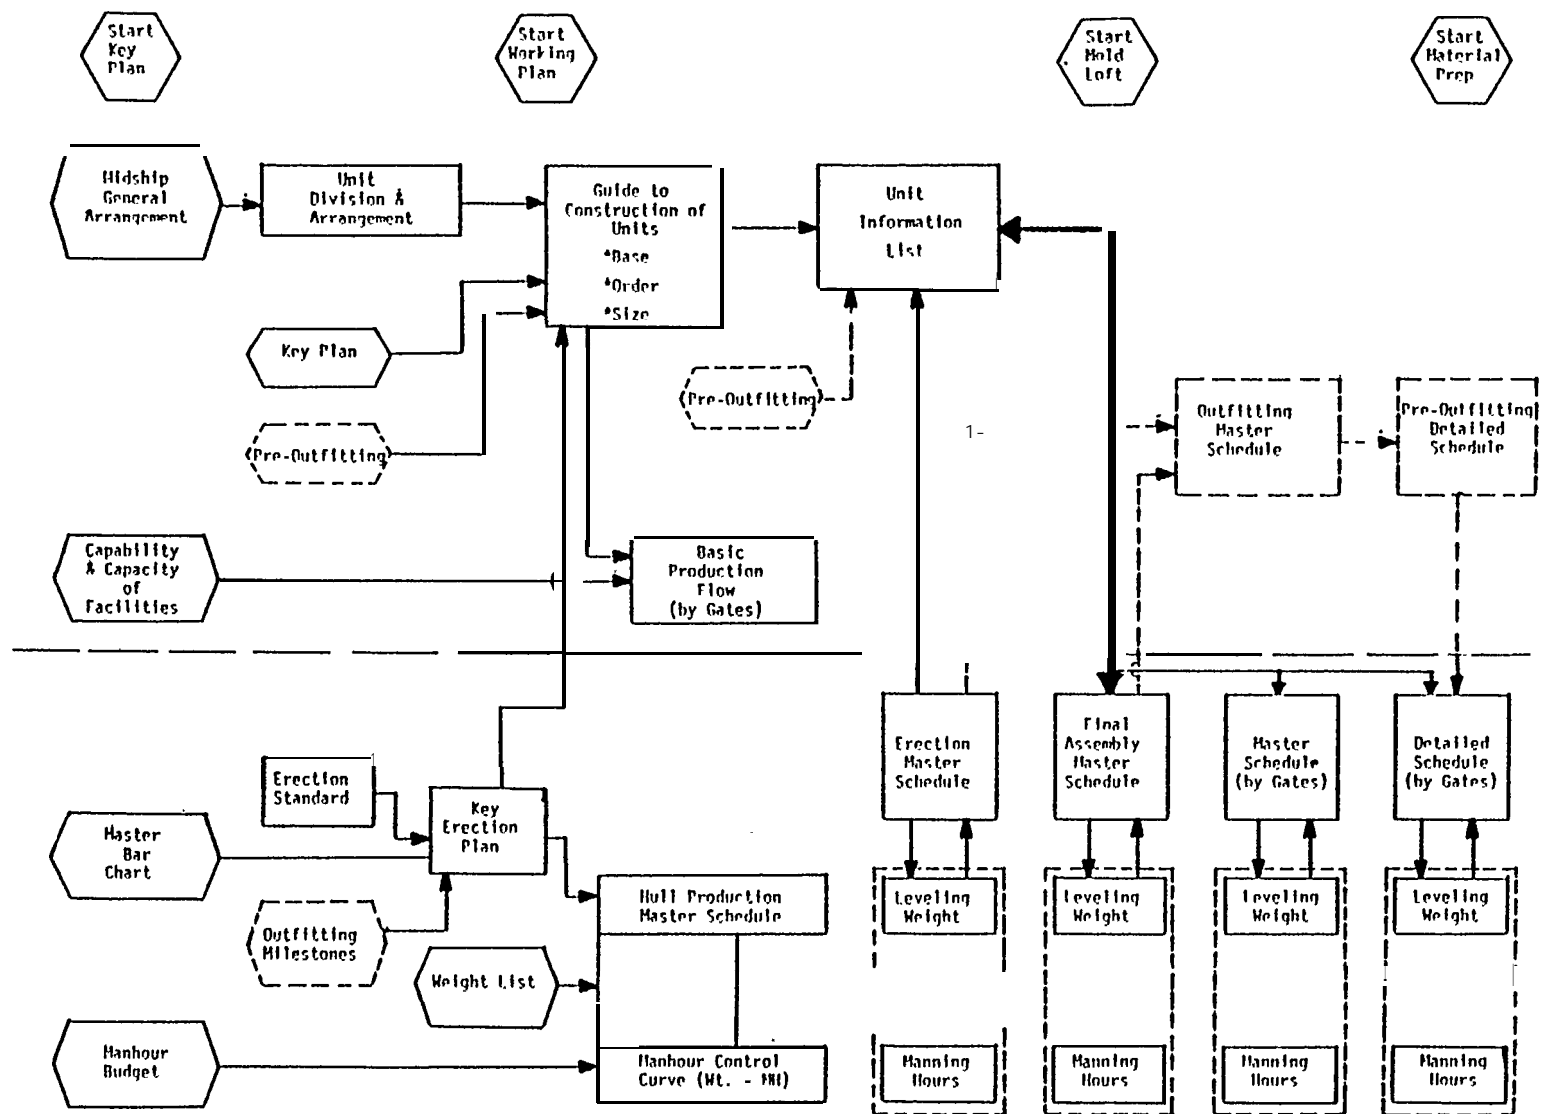 Start
Key
Plan
Start
Working
Plan
Start
Mold
Loft
Start
Material
Prep
Midship
General
Arrangement
Unit
Division &
Arrangement
Guide to
Construction of
Units
*Base
*Order
*Size
Unit
Information
List
Key Plan
Pre-Outfitting
Pre-Outfitting
1-
Outfitting
Master
Schedule
Pre-Outfitting
Detailed
Schedule
Capability
& Capacity
of
Facilities
Basic
Production
Flow
(by Gates)
Erection
Standard
Key
Erection
Plan
Erection
Master
Schedule
Final
Assembly
Master
Schedule
Master
Schedule
(by Gates)
Detailed
Schedule
(by Gates)
Master
Bar
Chart
Outfitting
Milestones
Hull Production
Master Schedule
Leveling
Weight
Leveling
Weight
Leveling
Weight
Leveling
Weight
Weight List
Manhour
Budget
Manhour Control
Curve (Wt. - MH)
Manning
Hours
Manning
Hours
Manning
Hours
Manning
Hours